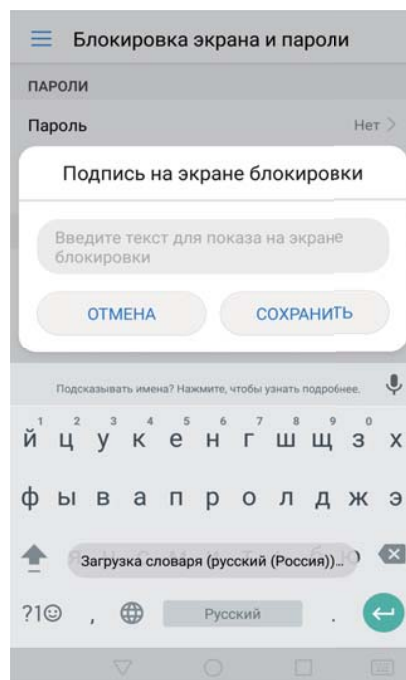 Блокировка экрана и пароли
ПАРОЛИ
Пароль Нет >
Подпись на экране блокировки
Введите текст для показа на экране
блокировки
ОТМЕНА СОХРАНИТЬ
Подсказывать имена? Нажмите, чтобы узнать подробнее.
1 2 3 4 5 6 7 8 9 0
й ц у к е н г ш щ з х
ф ы в а п р о л д ж э
Загрузка словаря (русский (Россия))...
?1☺ , Русский .